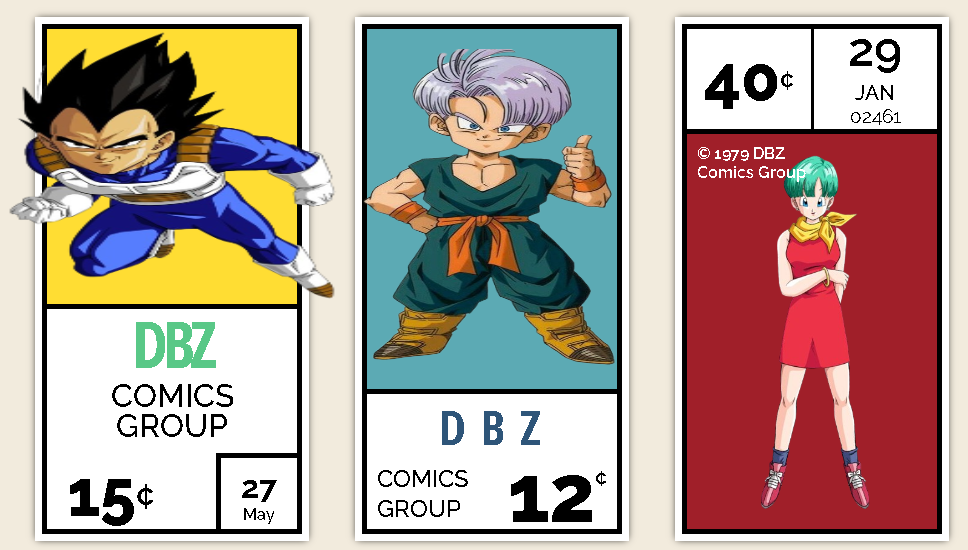 DBZ
COMICS
GROUP
15¢
27
May
D B Z
COMICS
GROUP
12¢
40¢
29
JAN
02461
© 1979 DBZ
Comics Group